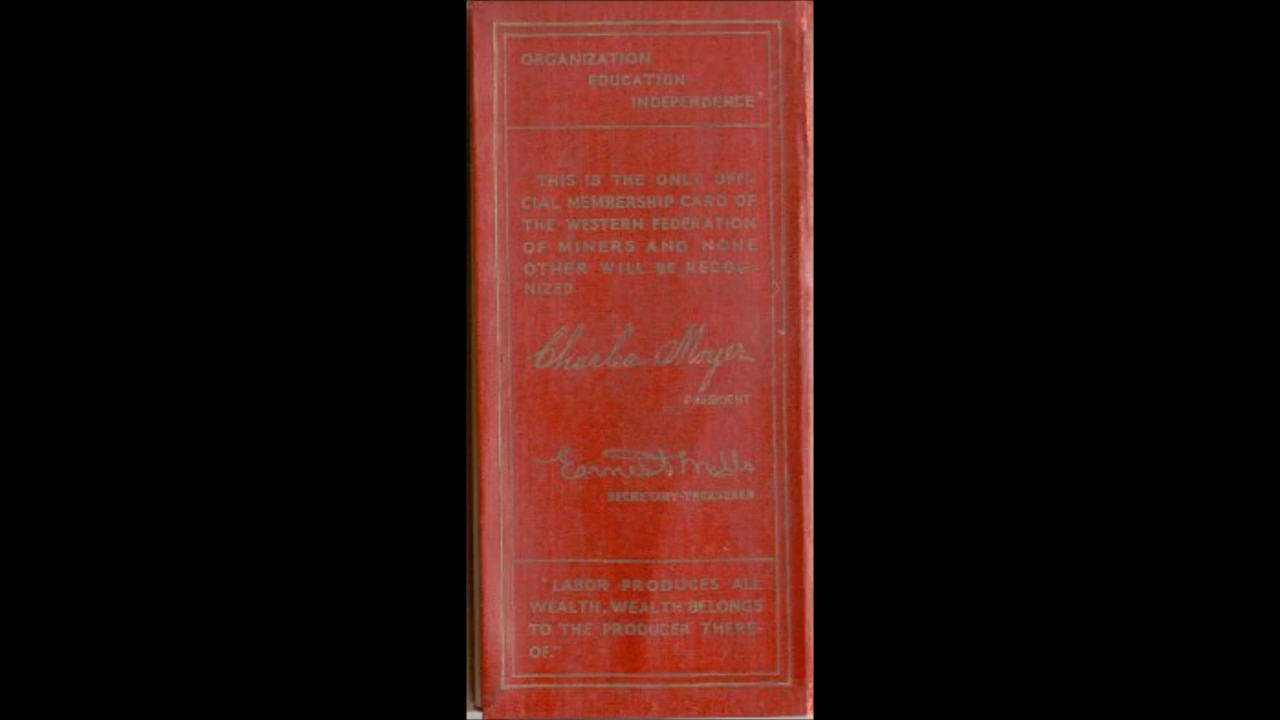 ORGANIZATION
EDUCATION
INDEPENDENCE
THIS IS THE ONLY OFFI-
CIAL MEMBERSHIP CARD OF
THE WESTERN FEDERATION
OF MINERS AND NONE
OTHER WILL BE RECOG-
NIZED
Charles Moyer
PRESIDENT
Earnest Mills
SECRETARY-TREASURER
"LABOR PRODUCES ALL
WEALTH, WEALTH BELONGS
TO THE PRODUCER THERE-
OF."